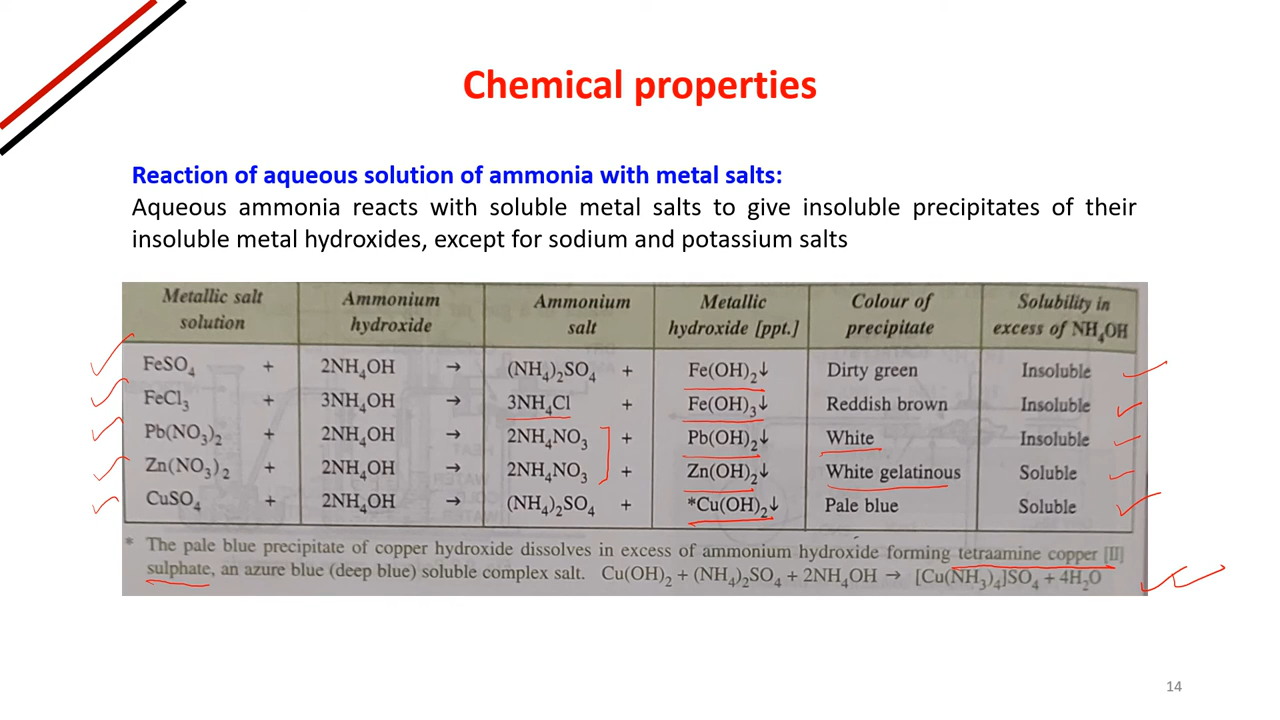 Chemical properties
Reaction of aqueous solution of ammonia with metal salts:
Aqueous ammonia reacts with soluble metal salts to give insoluble precipitates of their
insoluble metal hydroxides, except for sodium and potassium salts
Metallic salt solution | Ammonium hydroxide | Ammonium salt | Metallic hydroxide [ppt.] | Colour of precipitate | Solubility in excess of NH₄OH
FeSO₄ + 2NH₄OH → (NH₄)₂SO₄ + Fe(OH)₂↓ Dirty green Insoluble
FeCl₃ + 3NH₄OH → 3NH₄Cl + Fe(OH)₃↓ Reddish brown Insoluble
Pb(NO₃)₂ + 2NH₄OH → 2NH₄NO₃ + Pb(OH)₂↓ White Insoluble
Zn(NO₃)₂ + 2NH₄OH → 2NH₄NO₃ + Zn(OH)₂↓ White gelatinous Soluble
CuSO₄ + 2NH₄OH → (NH₄)₂SO₄ + *Cu(OH)₂↓ Pale blue Soluble
* The pale blue precipitate of copper hydroxide dissolves in excess of ammonium hydroxide forming tetraamine copper [II]
sulphate, an azure blue (deep blue) soluble complex salt. Cu(OH)₂ + (NH₄)₂SO₄ + 2NH₄OH → [Cu(NH₃)₄]SO₄ + 4H₂O
14